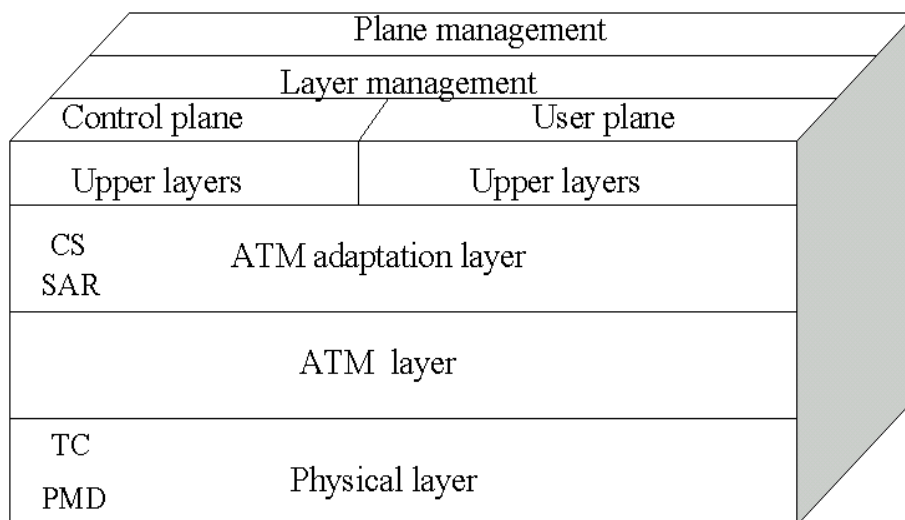 Plane management
Layer management
Control plane
User plane
Upper layers
Upper layers
CS
SAR
ATM adaptation layer
ATM layer
TC
PMD
Physical layer